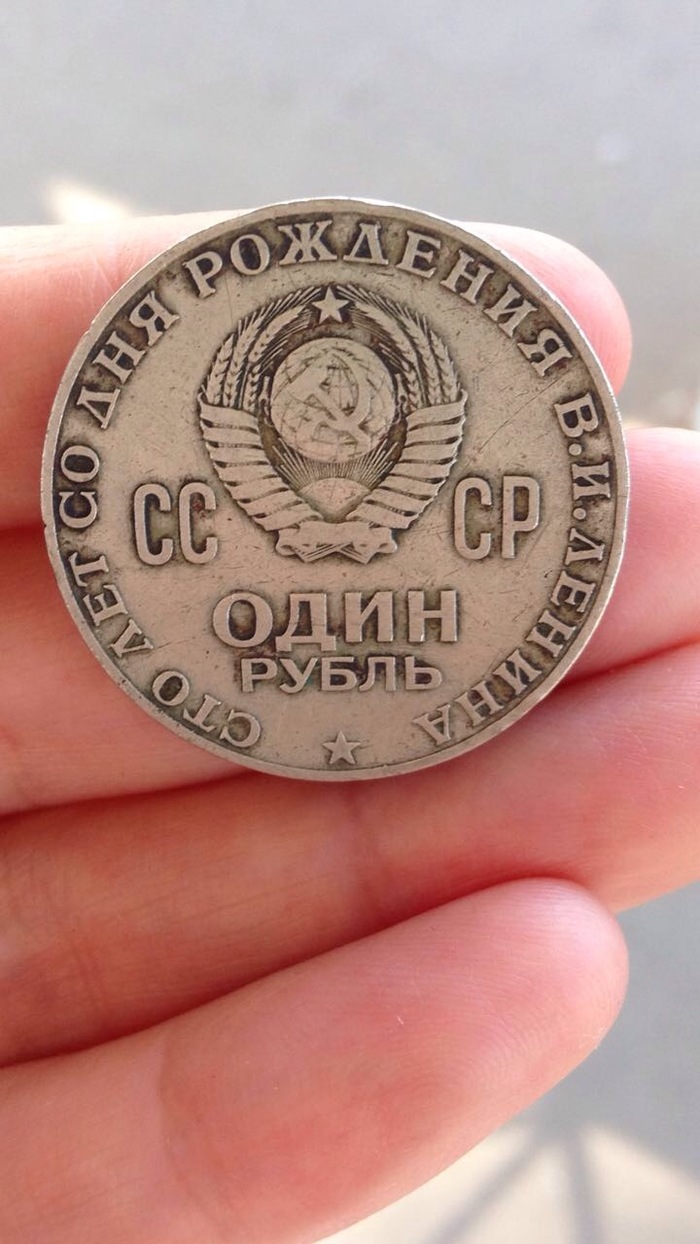 СТО ЛЕТ СО ДНЯ РОЖДЕНИЯ В.И.ЛЕНИНА
СС СР
ОДИН
РУБЛЬ